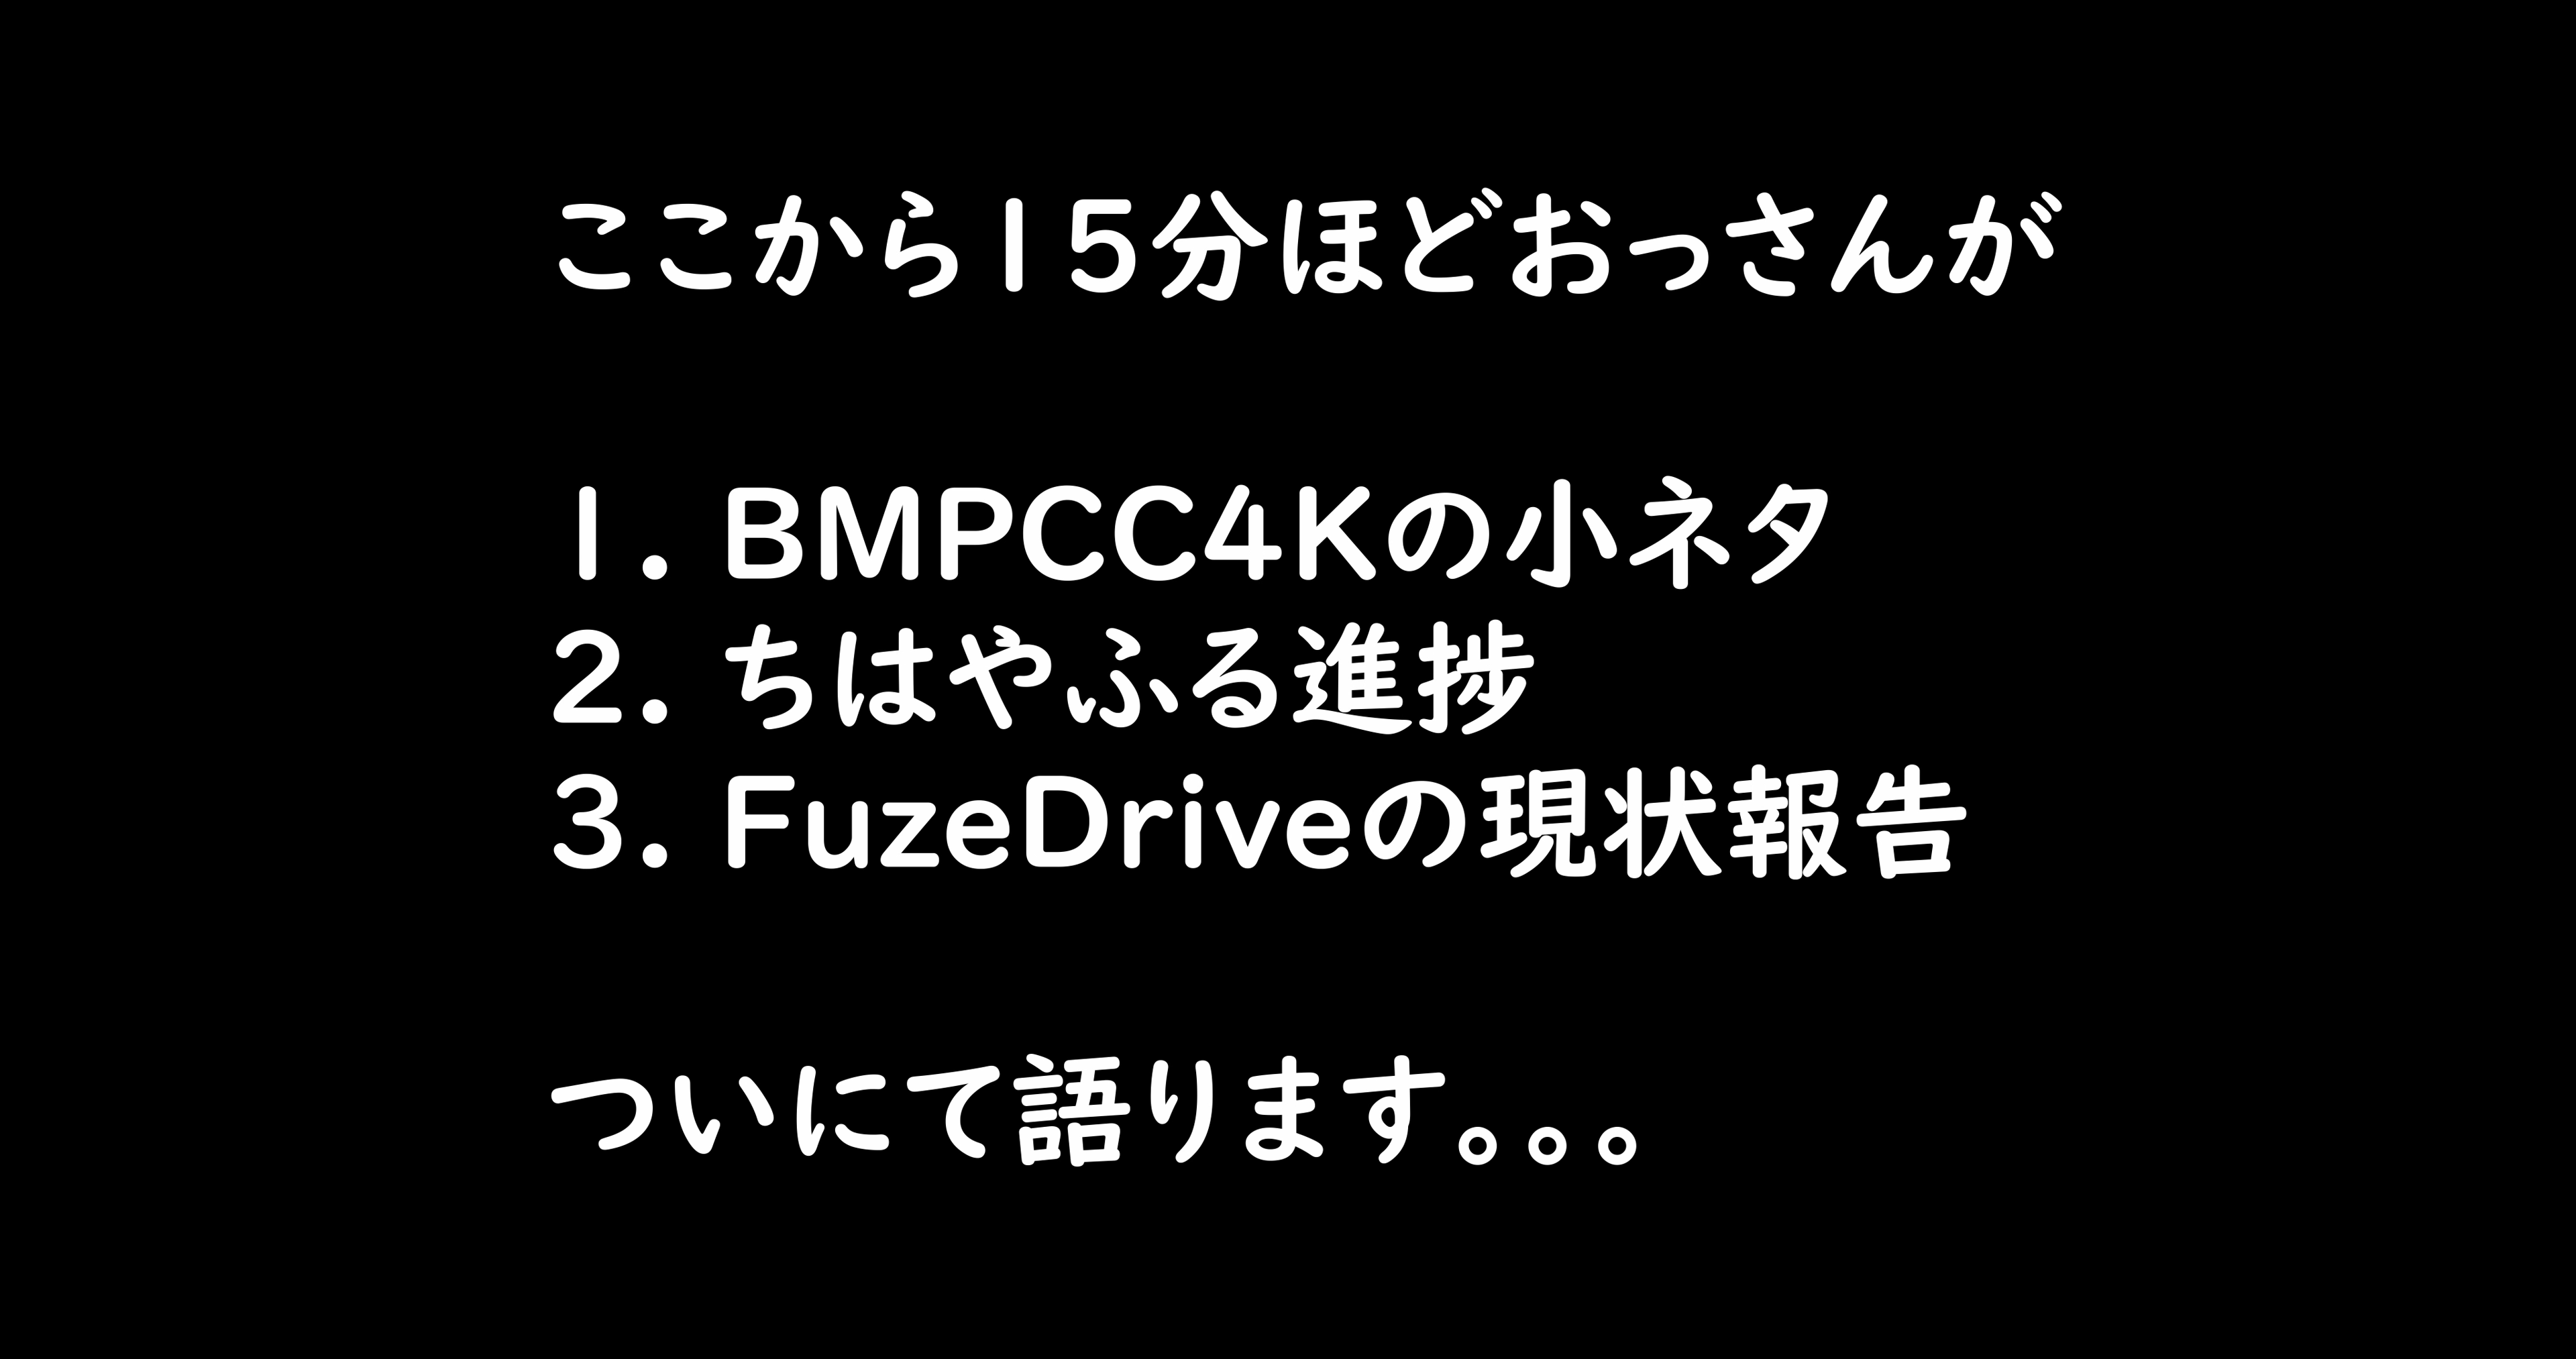 ここから15分ほどおっさんが
1. BMPCC4Kの小ネタ
2. ちはやふる進捗
3. FuzeDriveの現状報告
ついにて語ります。。。